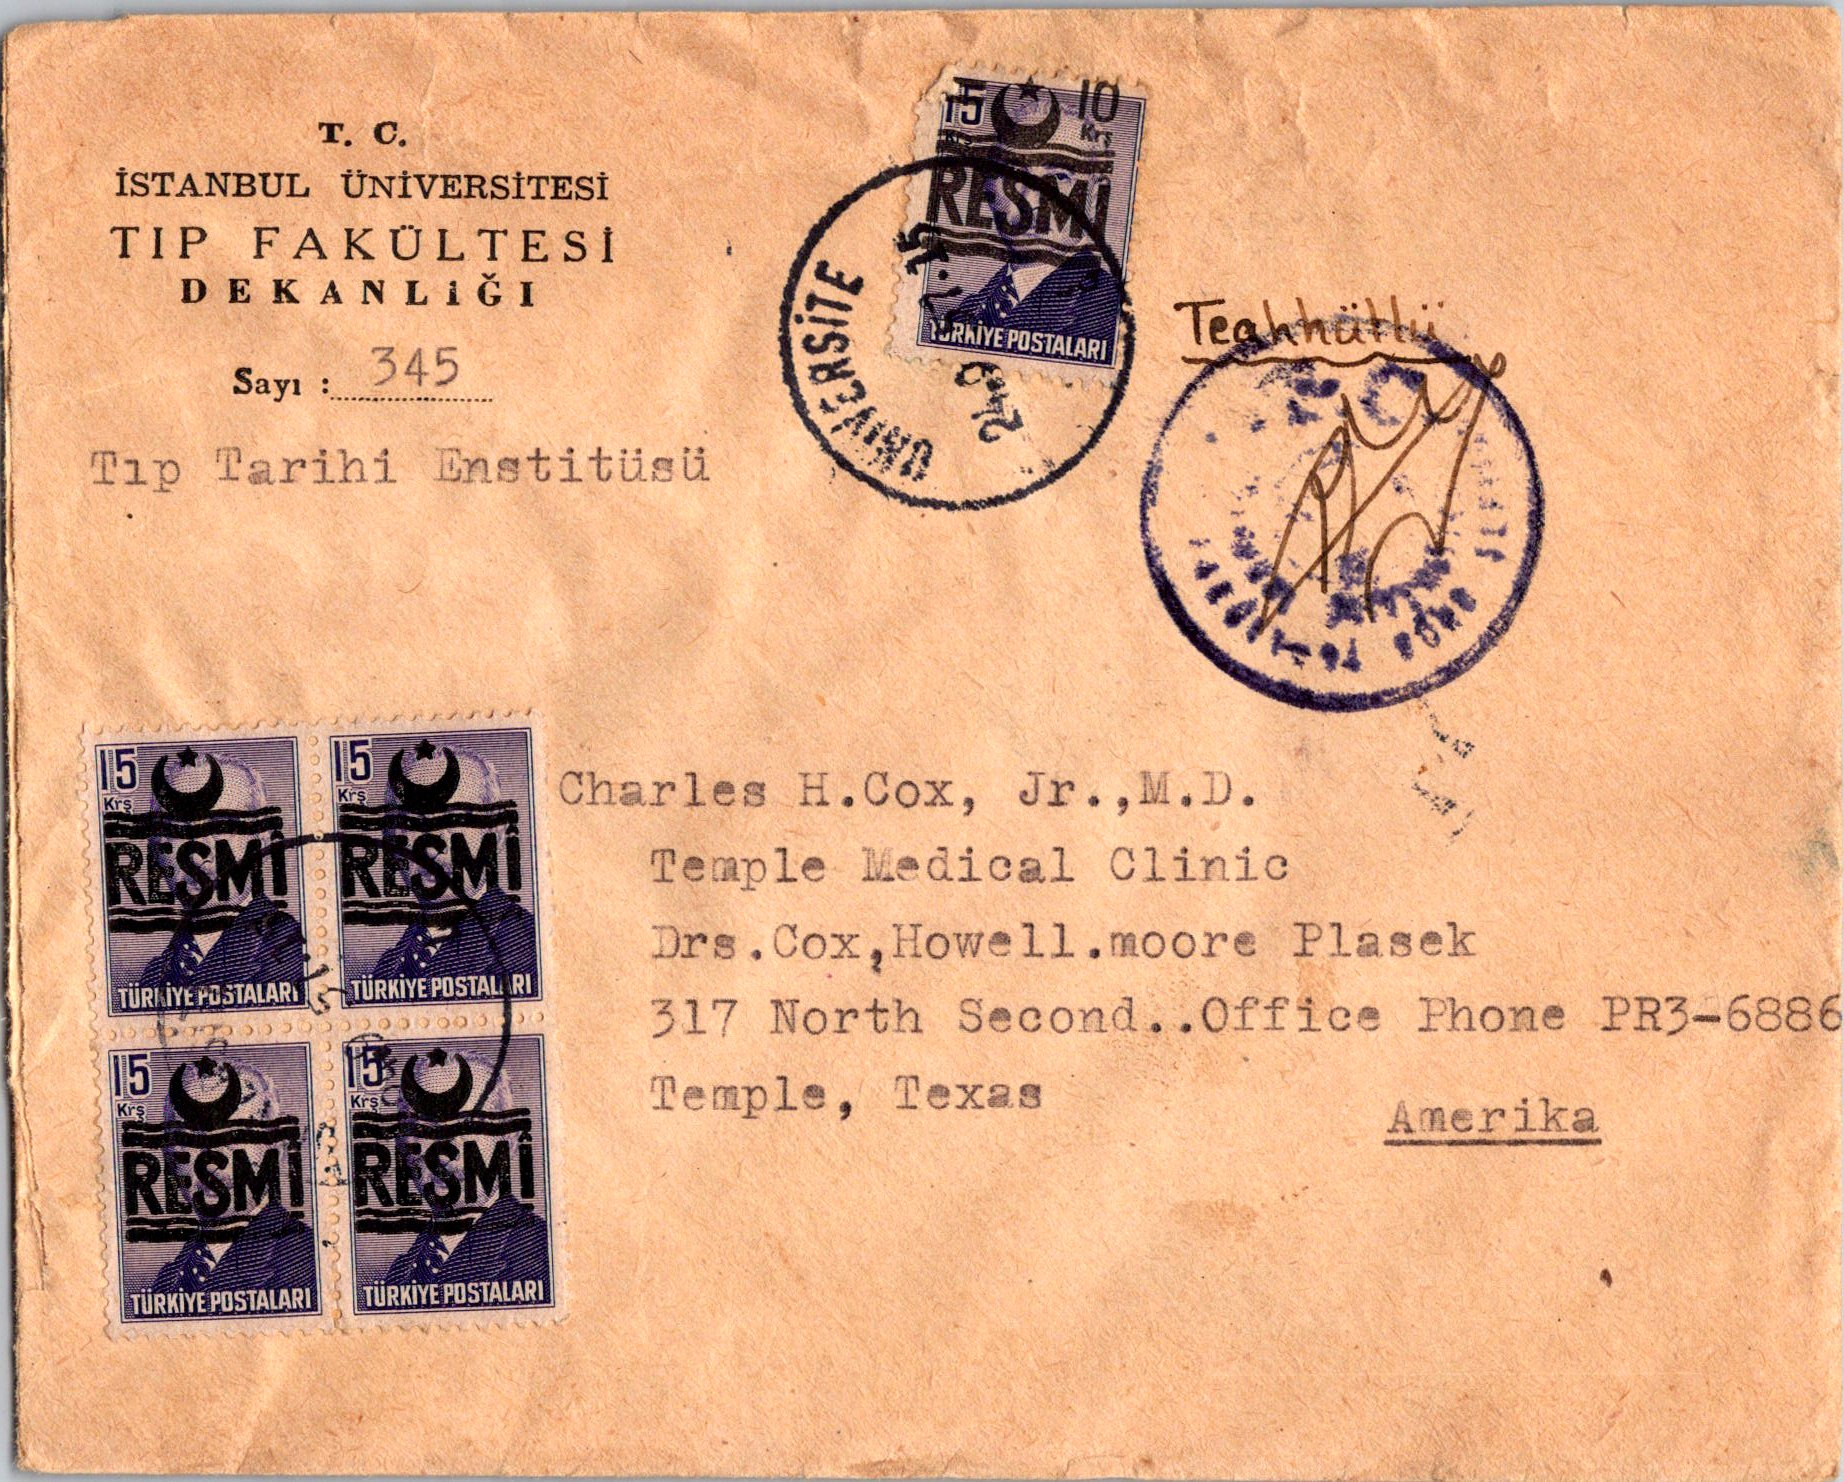 T. C.
İSTANBUL ÜNİVERSİTESİ
TIP FAKÜLTESİ
DEKANLİĞI
Sayı : 345
Tıp Tarihi Enstitüsü
15 10
Krş
RESMİ
TÜRKİYE POSTALARI
ÜNİVERSİTE
Teahhütlü
15
Krş
RESMİ
TÜRKİYE POSTALARI
15
Krş
RESMİ
TÜRKİYE POSTALARI
15
Krş
RESMİ
TÜRKİYE POSTALARI
15
Krş
RESMİ
TÜRKİYE POSTALARI
Charles H.Cox, Jr.,M.D.
Temple Medical Clinic
Drs.Cox,Howell.moore Plasek
317 North Second..Office Phone PR3-6886
Temple, Texas
Amerika